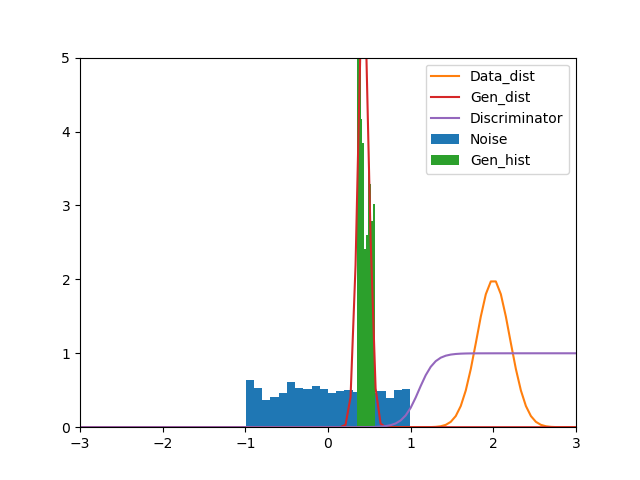 5
4
3
2
1
0
−3
−2
−1
0
1
2
3
Data_dist
Gen_dist
Discriminator
Noise
Gen_hist